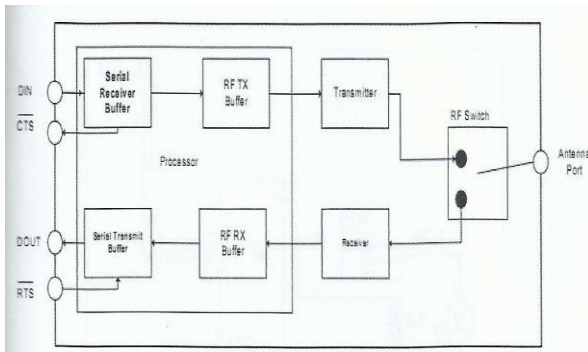 DIN
Serial
Receiver
Buffer
RF TX
Buffer
Transmitter
RF Switch
CTS
Antenna
Port
Processor
DOUT
Serial Transmit
Buffer
RF RX
Buffer
Receiver
RTS